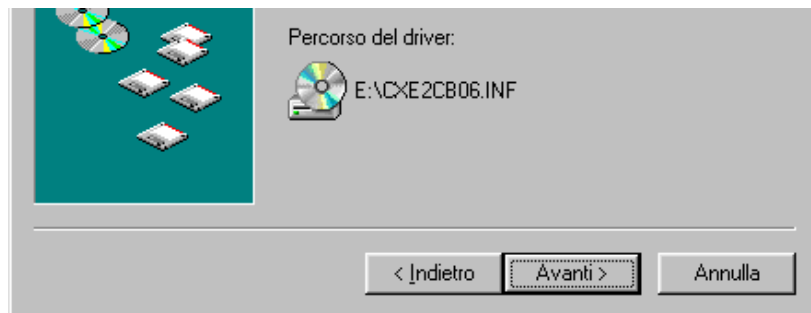 Percorso del driver:
E:\CXE2CB06.INF
< Indietro
Avanti >
Annulla